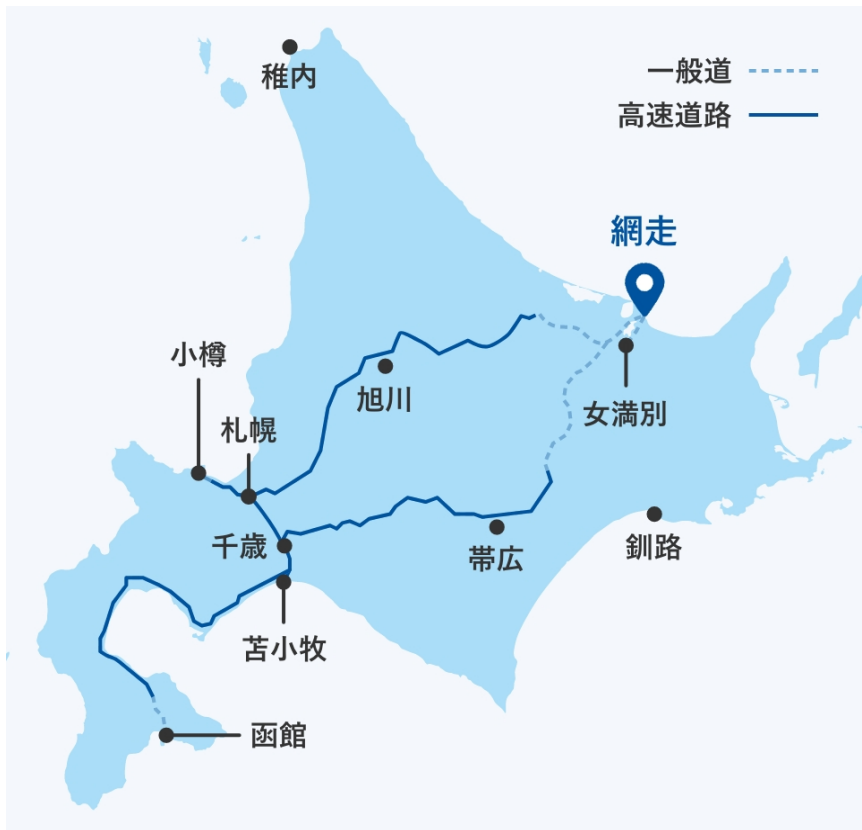 稚内
一般道
高速道路
網走
小樽
旭川
女満別
札幌
千歳
帯広
釧路
苫小牧
函館